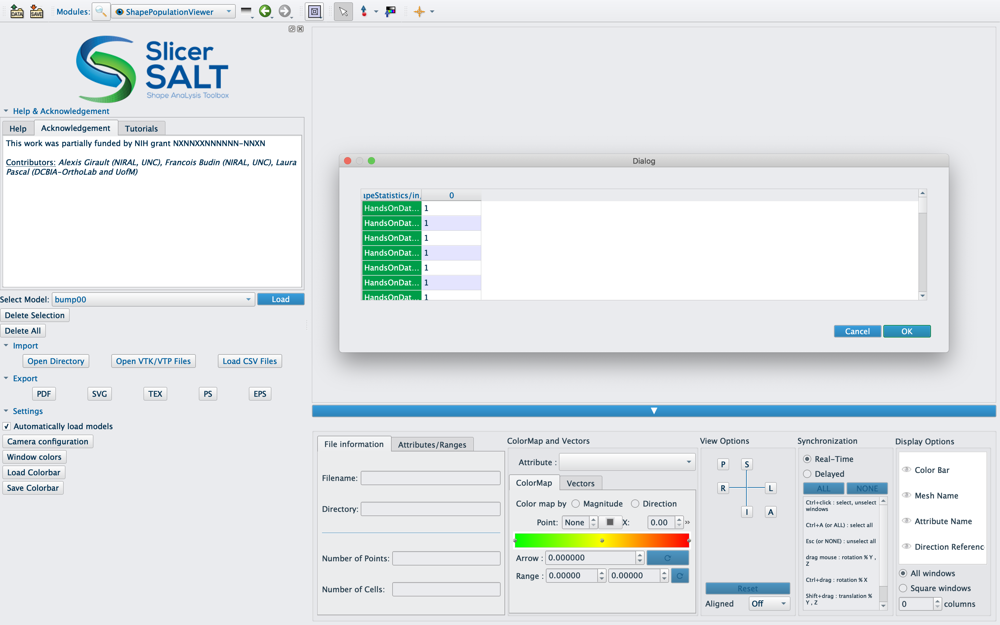 DATA
SAVE
Modules:
ShapePopulationViewer
Slicer
SALT
Shape AnaLysis Toolbox
Help & Acknowledgement
Help
Acknowledgement
Tutorials
This work was partially funded by NIH grant NXNNXXNNNNNN-NNXN
Contributors: Alexis Girault (NIRAL, UNC), Francois Budin (NIRAL, UNC), Laura
Pascal (DCBIA-OrthoLab and UofM)
Select Model:
bump00
Load
Delete Selection
Delete All
Import
Open Directory
Open VTK/VTP Files
Load CSV Files
Export
PDF
SVG
TEX
PS
EPS
Settings
Automatically load models
Camera configuration
Window colors
Load Colorbar
Save Colorbar
Dialog
apeStatistics/in/
0
HandsOnDat... 1
HandsOnDat... 1
HandsOnDat... 1
HandsOnDat... 1
HandsOnDat... 1
HandsOnDat... 1
HandsOnDat... 1
Cancel
OK
File information
Attributes/Ranges
Filename:
Directory:
Number of Points:
Number of Cells:
ColorMap and Vectors
Attribute :
ColorMap
Vectors
Color map by
Magnitude
Direction
Point:
None
X:
0.00
»
Arrow :
0.000000
Range :
0.00000
0.00000
View Options
P
S
R
L
I
A
Reset
Aligned
Off
Synchronization
Real-Time
Delayed
ALL
NONE
Ctrl+click : select, unselect
windows
Ctrl+A (or ALL) : select all
Esc (or NONE) : unselect all
drag mouse : rotation % Y ,
Z
Ctrl+drag : rotation % X
Shift+drag : translation %
Y , Z
Display Options
Color Bar
Mesh Name
Attribute Name
Direction Referenc
All windows
Square windows
0
columns